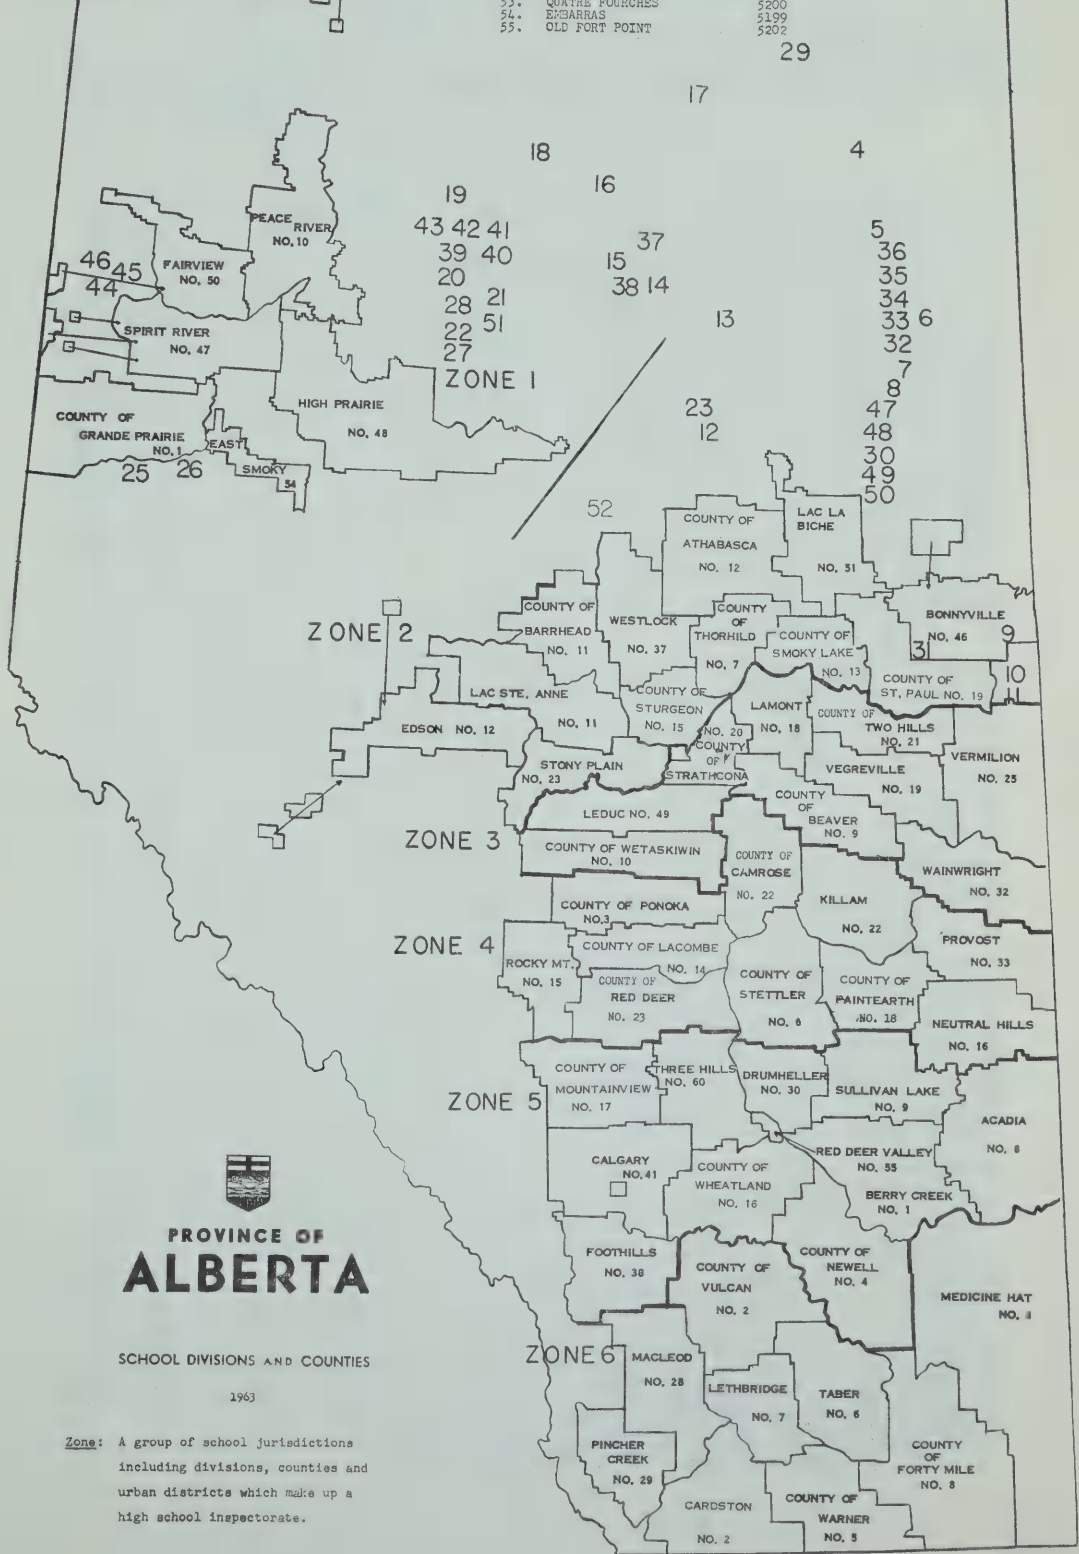 53. QUATRE FOURCHES 5200
54. EMBARRAS 5199
55. OLD FORT POINT 5202
29
17
18
4
16
19
PEACE
RIVER
NO. 10
43 42 41
5
37
36
39 40
46
45
15
FAIRVIEW
NO. 50
35
20
38 14
44
34
28 21
13
33 6
51
SPIRIT RIVER
NO. 47
22
32
27
7
ZONE 1
8
HIGH PRAIRIE
NO. 48
23
47
COUNTY OF
GRANDE PRAIRIE
NO. 1
12
48
EAST
SMOKY
54
30
25 26
49
50
52
COUNTY OF
ATHABASCA
NO. 12
LAC LA
BICHE
NO. 51
ZONE 2
COUNTY OF
BARRHEAD
NO. 11
WESTLOCK
NO. 37
COUNTY
OF
THORHILD
NO. 7
COUNTY OF
SMOKY LAKE
NO. 13
BONNYVILLE
NO. 46
9
3
10
COUNTY OF
ST. PAUL NO. 19
LAC STE. ANNE
NO. 11
COUNTY OF
STURGEON
NO. 15
LAMONT
NO. 18
COUNTY OF
TWO HILLS
NO. 21
EDSON NO. 12
NO. 20
COUNTY
OF
STRATHCONA
VERMILION
NO. 25
STONY PLAIN
NO. 23
VEGREVILLE
NO. 19
LEDUC NO. 49
COUNTY
OF
BEAVER
NO. 9
ZONE 3
COUNTY OF WETASKIWIN
NO. 10
COUNTY OF
CAMROSE
NO. 22
WAINWRIGHT
NO. 32
KILLAM
NO. 22
COUNTY OF PONOKA
NO.3
PROVOST
NO. 33
ZONE 4
COUNTY OF LACOMBE
NO. 14
ROCKY MT.
NO. 15
COUNTY OF
RED DEER
NO. 23
COUNTY OF
STETTLER
NO. 6
COUNTY OF
PAINTEARTH
NO. 18
NEUTRAL HILLS
NO. 16
COUNTY OF
MOUNTAINVIEW
NO. 17
THREE HILLS
NO. 60
DRUMHELLER
NO. 30
SULLIVAN LAKE
NO. 9
ZONE 5
ACADIA
NO. 8
CALGARY
NO. 41
COUNTY OF
WHEATLAND
NO. 16
RED DEER VALLEY
NO. 55
BERRY CREEK
NO. 1
PROVINCE OF
ALBERTA
FOOTHILLS
NO. 38
COUNTY OF
VULCAN
NO. 2
COUNTY OF
NEWELL
NO. 4
MEDICINE HAT
NO.
SCHOOL DIVISIONS AND COUNTIES
1963
ZONE 6
MACLEOD
NO. 28
LETHBRIDGE
NO. 7
TABER
NO. 6
Zone: A group of school jurisdictions
including divisions, counties and
urban districts which make up a
high school inspectorate.
PINCHER
CREEK
NO. 29
COUNTY
OF
FORTY MILE
NO. 8
CARDSTON
NO. 2
COUNTY OF
WARNER
NO. 5